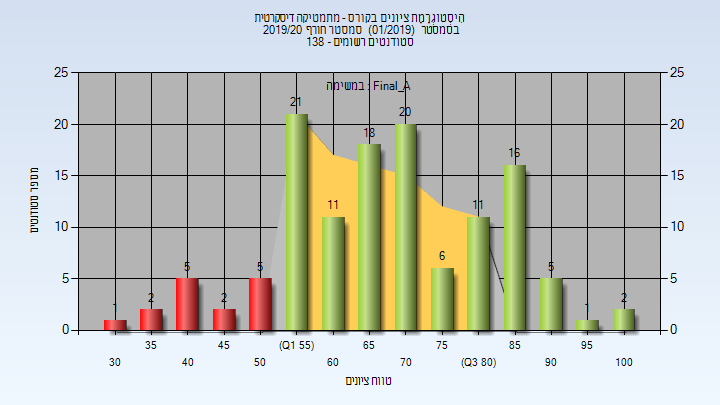 היסטוגרמת ציונים בקורס - מתמטיקה דיסקרטית
בסמסטר (01/2019) סמסטר חורף 2019/20
סטודנטים רשומים - 138
במשימה : Final_A
מספר סטודנטים
25 25
20 20
15 15
10 10
5 5
0 0
1 2 5 2 5 21 11 18 20 6 11 16 5 1 2
35 45 (Q1 55) 65 75 85 95
30 40 50 60 70 (Q3 80) 90 100
טווח ציונים